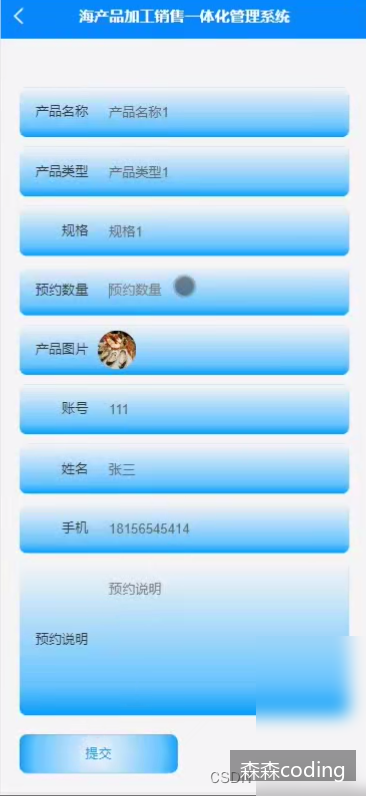 海产品加工销售一体化管理系统
产品名称 产品名称1
产品类型 产品类型1
规格 规格1
预约数量 预约数量
产品图片
账号 111
姓名 张三
手机 18156545414
预约说明
预约说明
提交
CSDN
森森coding